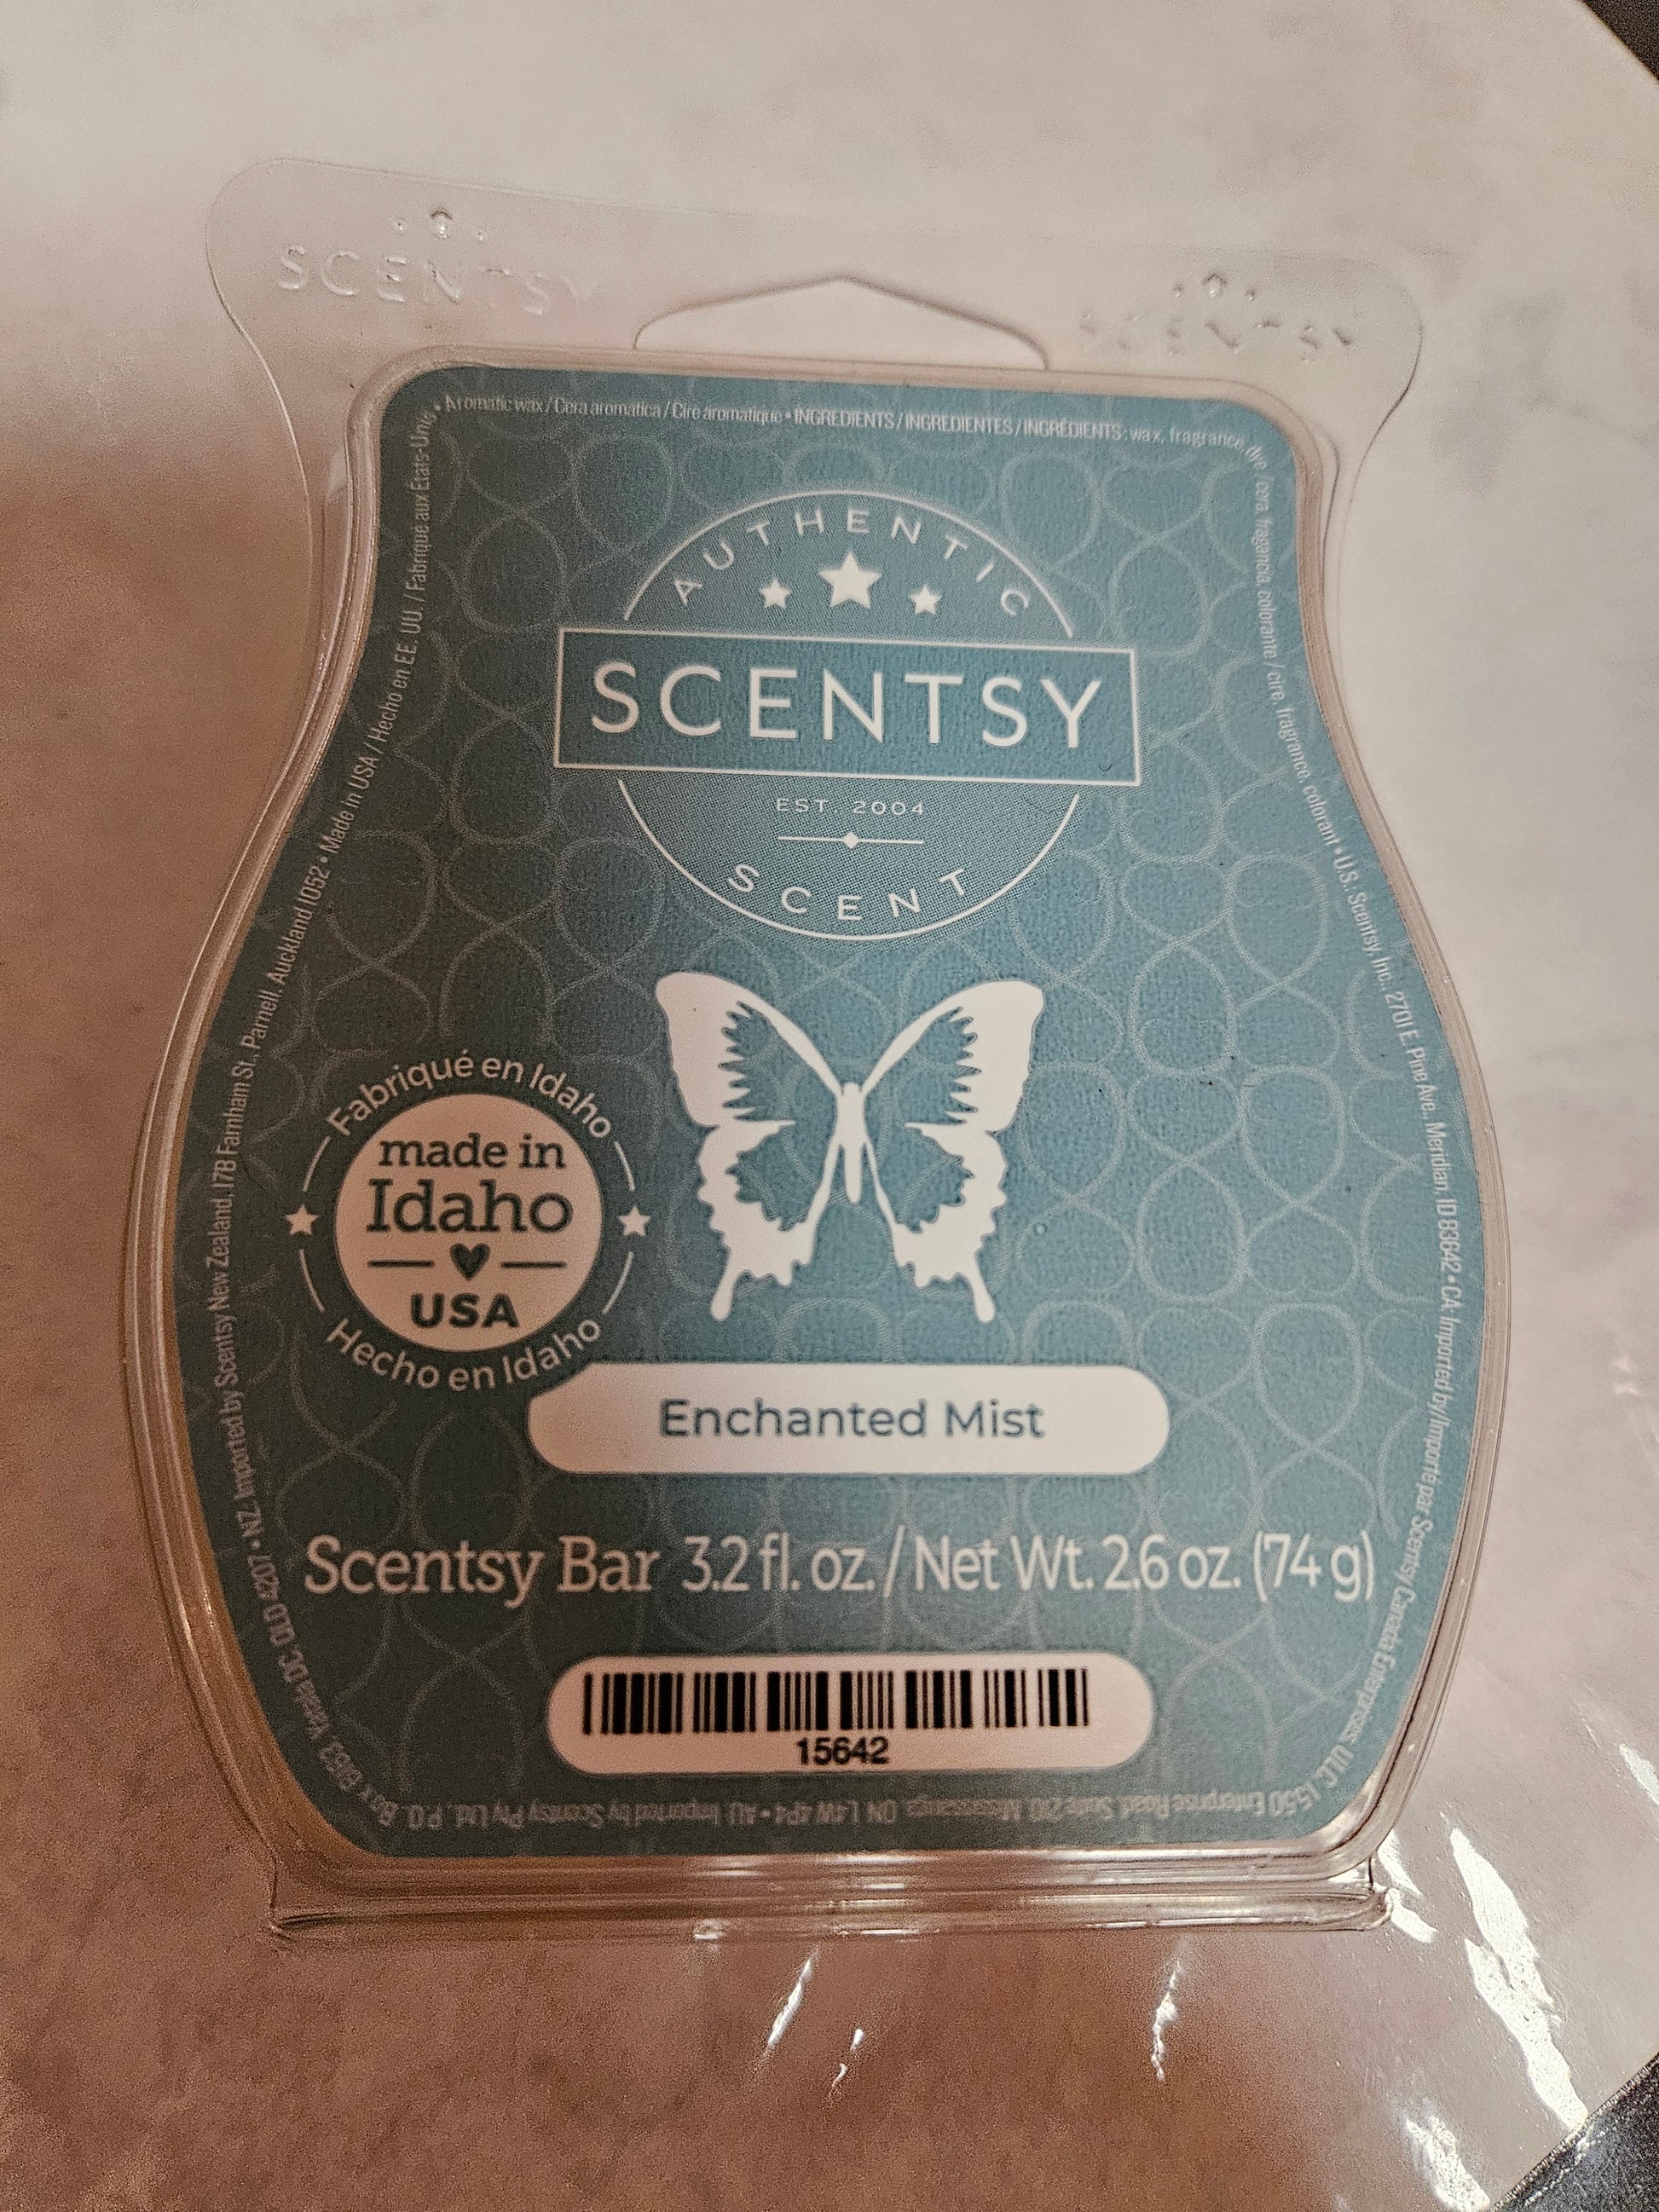 SCENTSY
SCENTSY
Aromatic wax / Cera aromatica / Cire aromatique • INGREDIENTS / INGREDIENTES / INGRÉDIENTS: wax, fragrance, dye / cera, fragancia, colorante / cire, fragrance, colorant • U.S.: Scentsy, Inc., 2701 E. Pine Ave. Meridian, ID 83642 • CA: Imported by/Importé par Scentsy Canada Enterprises, ULC, 1550 Enterprise Road, Suite 210, Mississauga, ON L4W 4P4 • AU: Imported by Scentsy Pty Ltd., P.O. Box 6163, DC, QLD 4207 • NZ: Imported by Scentsy New Zealand, 17B Farnham St., Parnell, Auckland 1052 • Made in USA / Hecho en EE. UU. / Fabriqué aux États-Unis •
AUTHENTIC
SCENTSY
EST. 2004
SCENT
Fabriqué en Idaho
made in
Idaho
USA
Hecho en Idaho
Enchanted Mist
Scentsy Bar 3.2 fl. oz. / Net Wt. 2.6 oz. (74 g)
15642